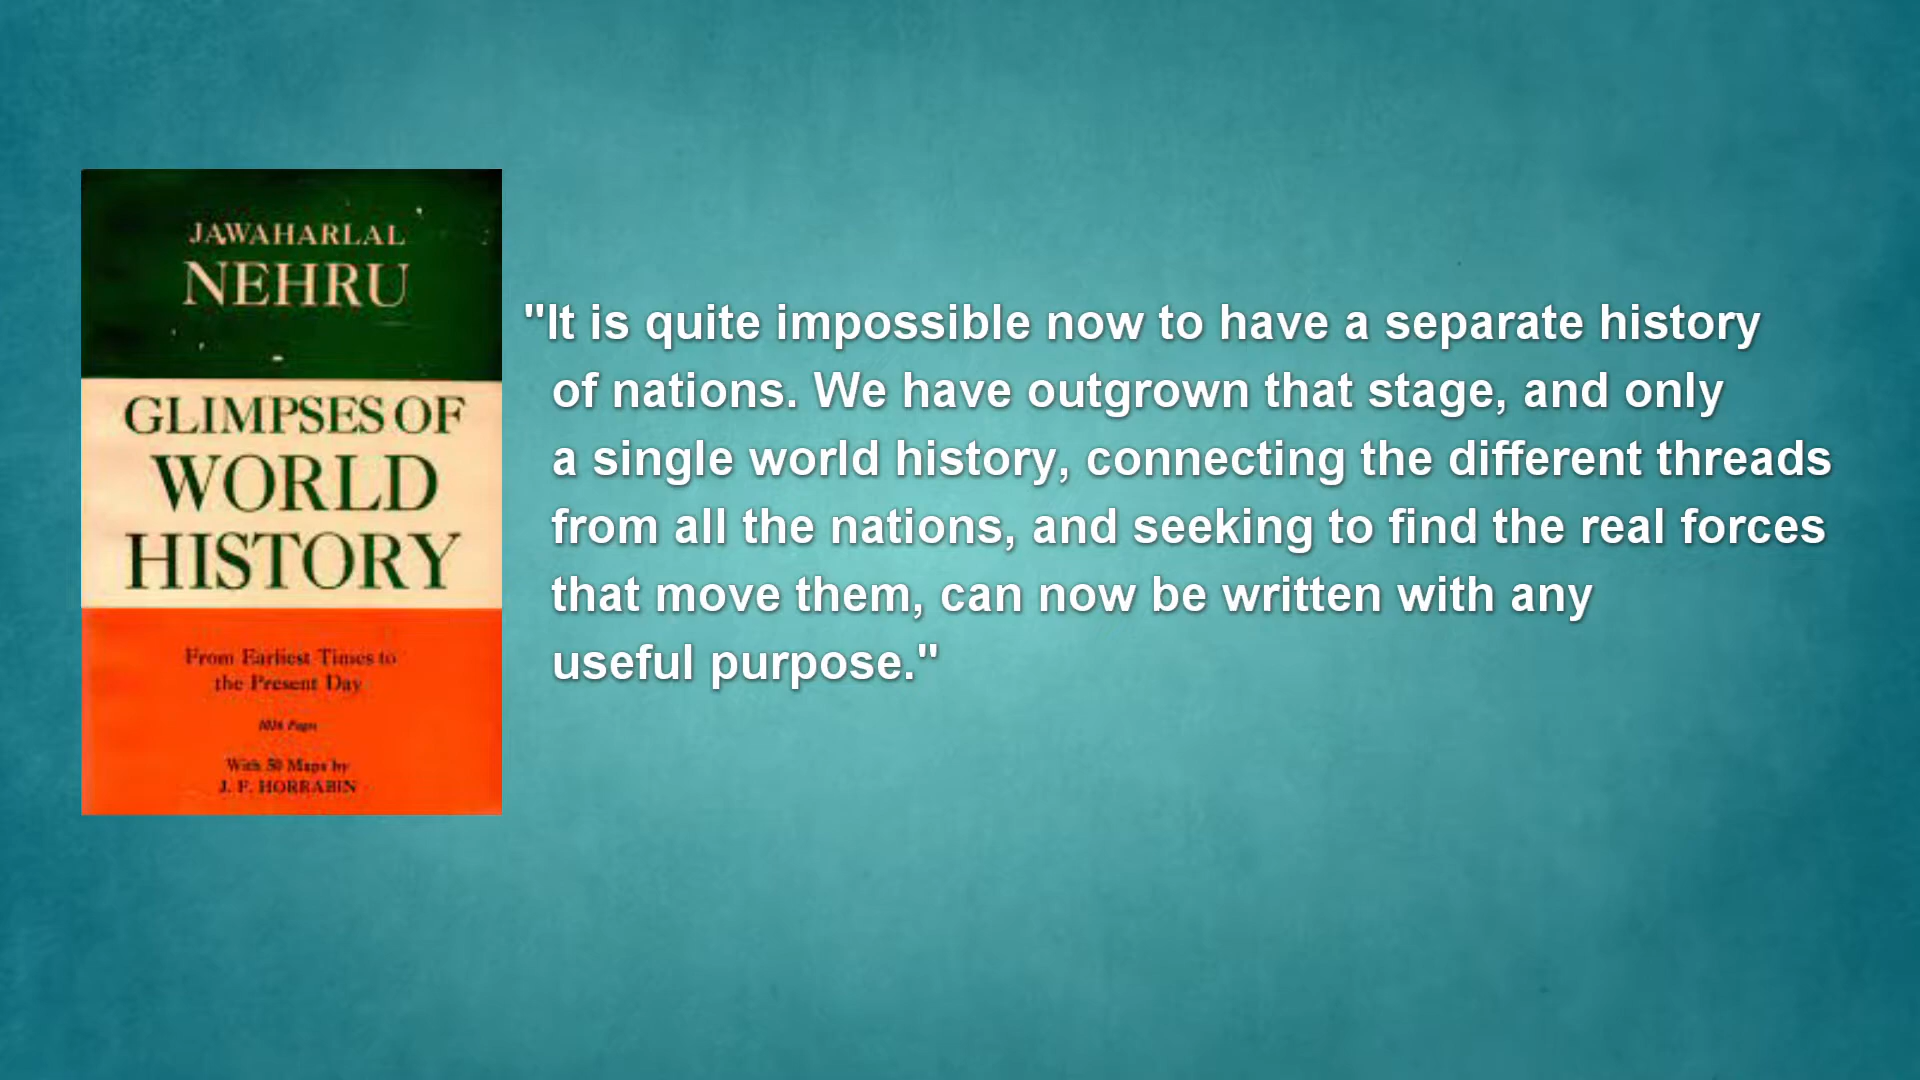 JAWAHARLAL
NEHRU
GLIMPSES OF
WORLD
HISTORY
From Earliest Times to
the Present Day
Pages
With 50 Maps by
J. F. HORRABIN
"It is quite impossible now to have a separate history
of nations. We have outgrown that stage, and only
a single world history, connecting the different threads
from all the nations, and seeking to find the real forces
that move them, can now be written with any
useful purpose."